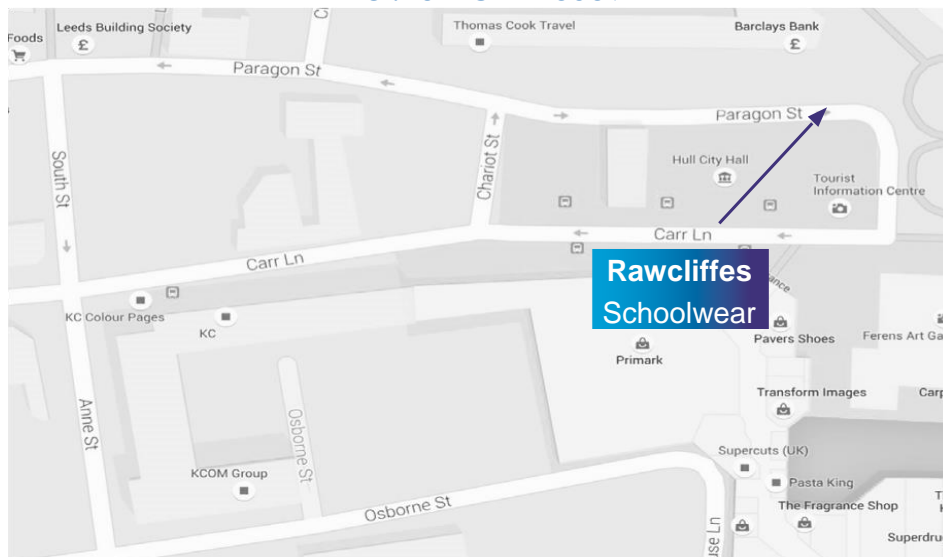 Thomas Cook Travel
Barclays Bank
Foods
Leeds Building Society
Paragon St
Paragon St
South St
Chariot St
Hull City Hall
Tourist
Information Centre
Carr Ln
Carr Ln
Rawcliffes
Schoolwear
KC Colour Pages
KC
Primark
Pavers Shoes
Ferens Art Ga
Transform Images
Carp
Anne St
Osborne St
Supercuts (UK)
KCOM Group
Pasta King
Osborne St
The Fragrance Shop
Superdru
use Ln